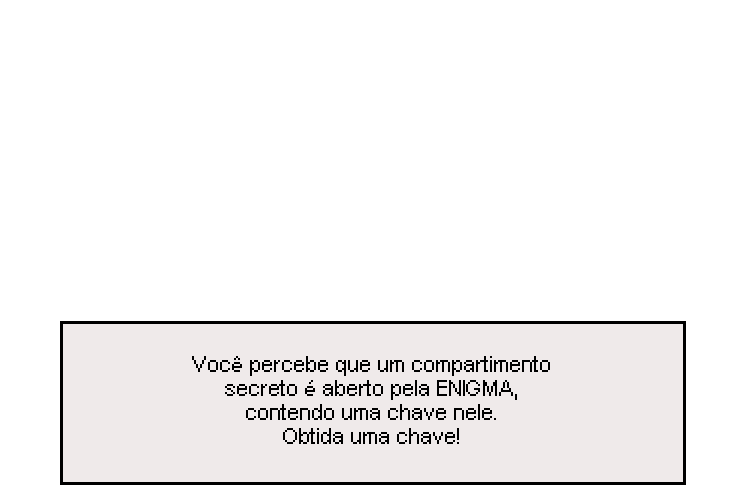 Você percebe que um compartimento
secreto é aberto pela ENIGMA,
contendo uma chave nele.
Obtida uma chave!